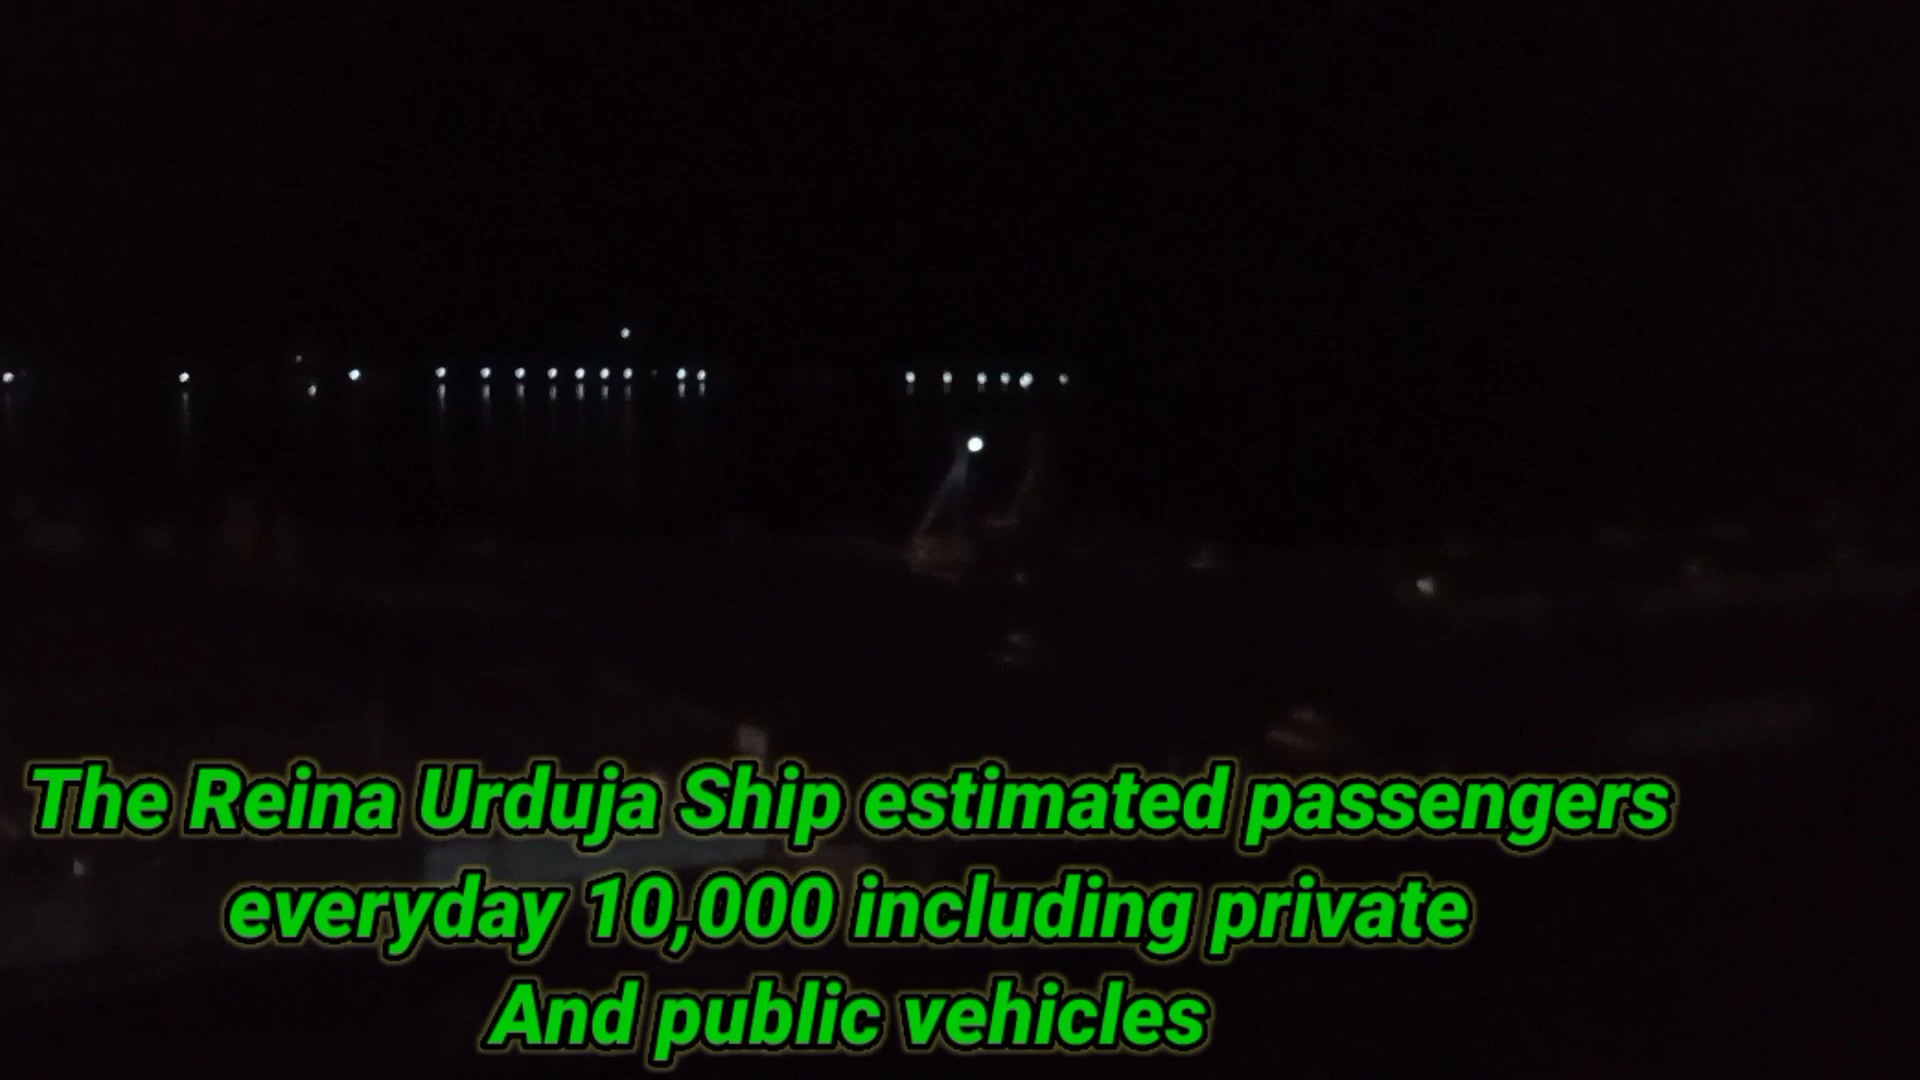 The Reina Urduja Ship estimated passengers
everyday 10,000 including private
And public vehicles